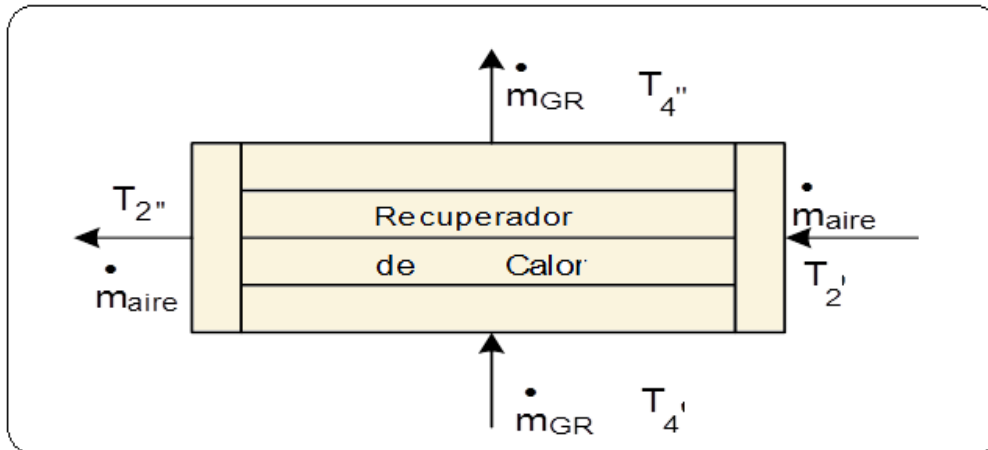 ṁGR T4''
T2''
ṁaire
Recuperador
de Calor
ṁaire
T2'
ṁGR T4'